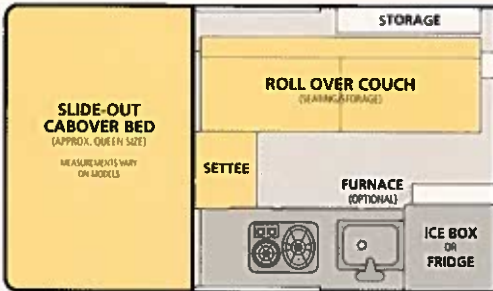 STORAGE
ROLL OVER COUCH
(SEATING/STORAGE)
SLIDE-OUT
CABOVER BED
(APPROX. QUEEN SIZE)
MEASUREMENTS VARY
ON MODELS
SETTEE
FURNACE
(OPTIONAL)
ICE BOX
OR
FRIDGE